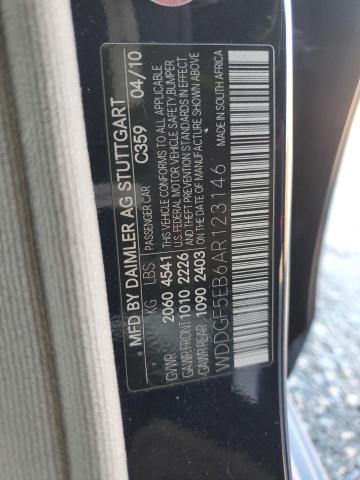 MFD BY DAIMLER AG STUTTGART
PASSENGER CAR C359 04/10
KG LBS
GVWR 2060 4541
GAWR-FRONT 1010 2226
GAWR-REAR 1090 2403
THIS VEHICLE CONFORMS TO ALL APPLICABLE
U.S. FEDERAL MOTOR VEHICLE SAFETY, BUMPER
AND THEFT PREVENTION STANDARDS IN EFFECT
ON THE DATE OF MANUFACTURE SHOWN ABOVE
WDDGF5EB6AR123146
MADE IN SOUTH AFRICA